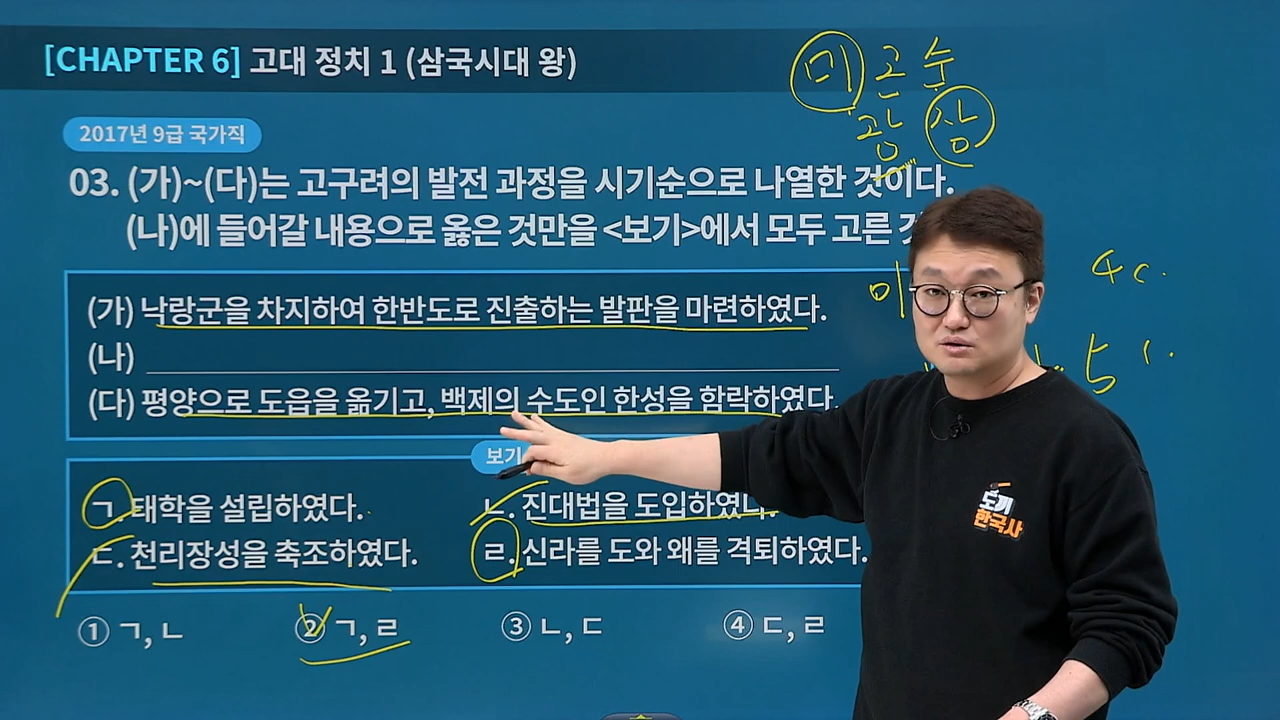 [CHAPTER 6] 고대 정치 1 (삼국시대 왕)
미 고 수
광 삼
2017년 9급 국가직
03. (가)~(다)는 고구려의 발전 과정을 시기순으로 나열한 것이다.
(나)에 들어갈 내용으로 옳은 것만을 <보기>에서 모두 고른
미 4c.
(가) 낙랑군을 차지하여 한반도로 진출하는 발판을 마련하였다.
(나)
5c.
(다) 평양으로 도읍을 옮기고, 백제의 수도인 한성을 함락하였다.
보기
ㄱ. 태학을 설립하였다. ㄴ. 진대법을 도입하였다.
ㄷ. 천리장성을 축조하였다. ㄹ. 신라를 도와 왜를 격퇴하였다.
① ㄱ, ㄴ ② ㄱ, ㄹ ③ ㄴ, ㄷ ④ ㄷ, ㄹ
도끼
한국사